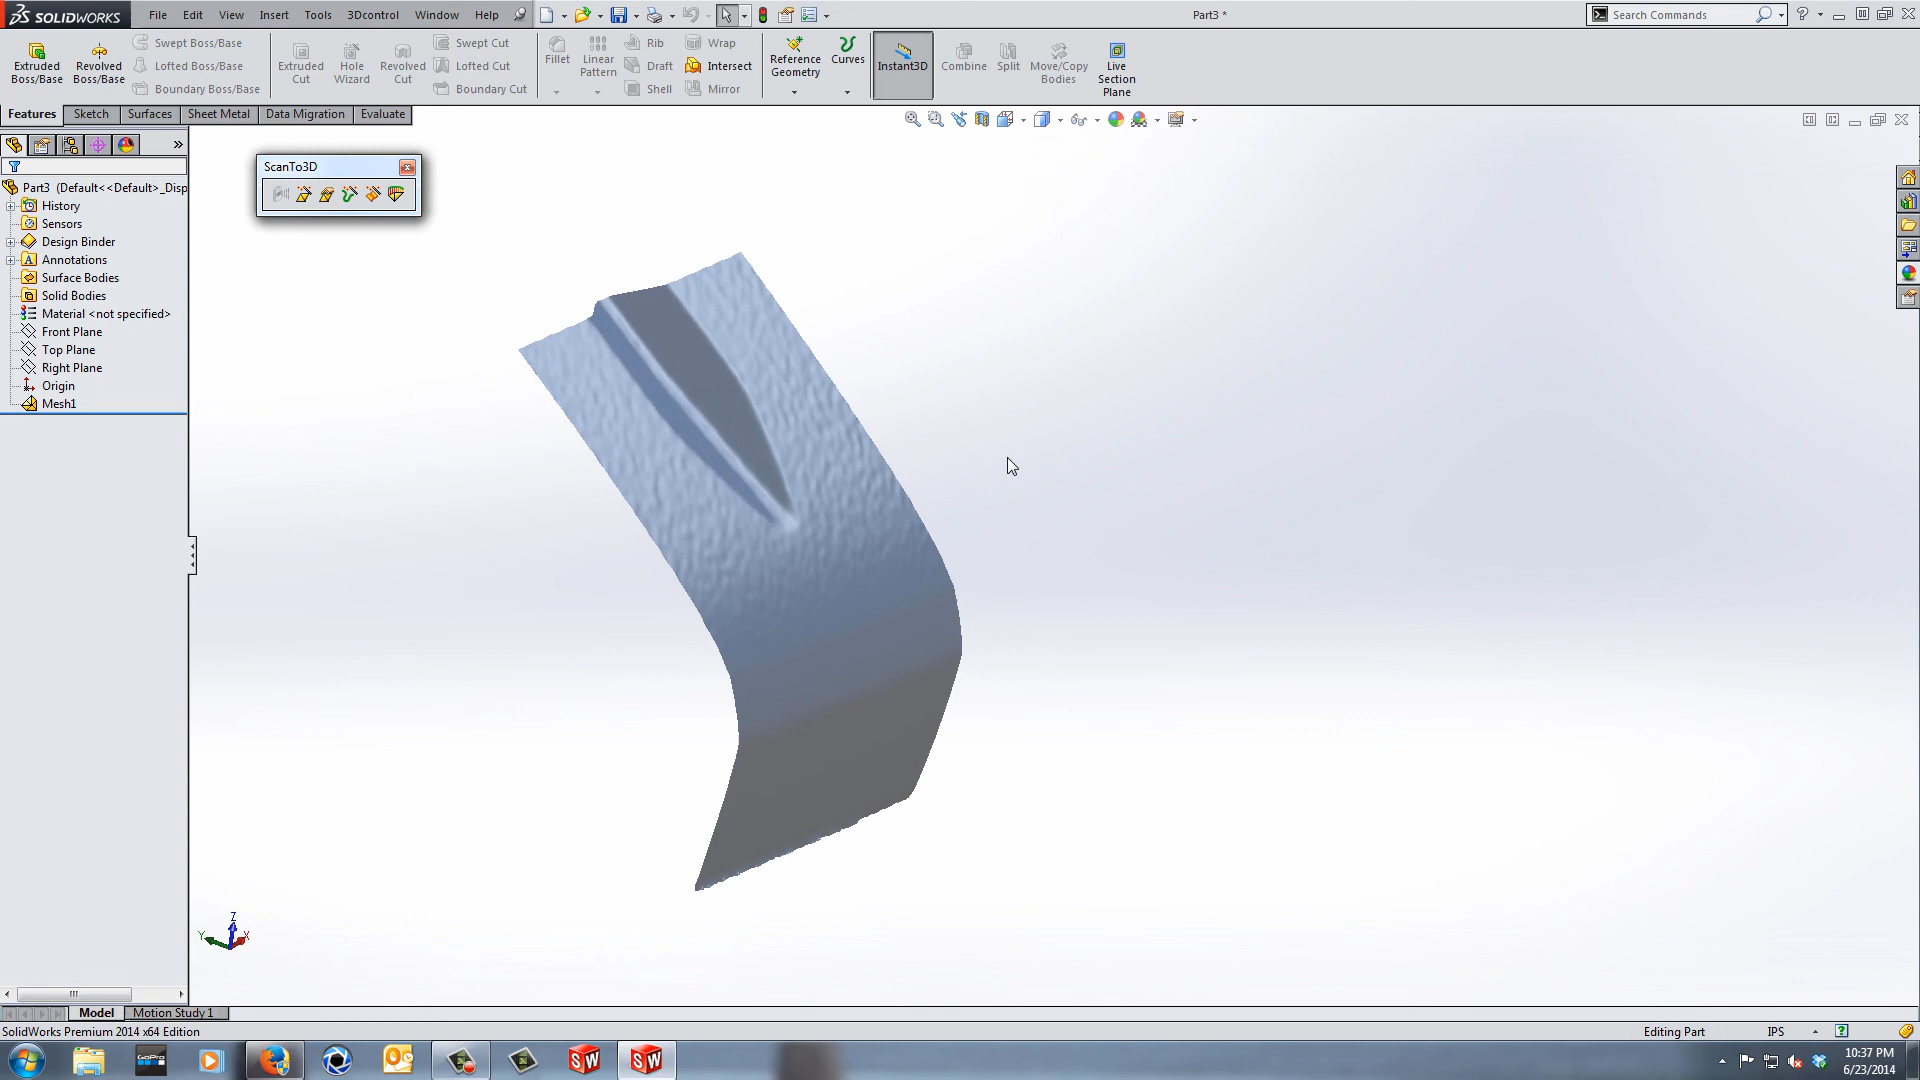 SOLIDWORKS File Edit View Insert Tools 3Dcontrol Window Help Part3 * Search Commands
Extruded Boss/Base
Revolved Boss/Base
Swept Boss/Base
Lofted Boss/Base
Boundary Boss/Base
Extruded Cut
Hole Wizard
Revolved Cut
Swept Cut
Lofted Cut
Boundary Cut
Fillet
Linear Pattern
Rib
Draft
Shell
Wrap
Intersect
Mirror
Reference Geometry
Curves
Instant3D
Combine
Split
Move/Copy Bodies
Live Section Plane
Features Sketch Surfaces Sheet Metal Data Migration Evaluate
ScanTo3D
Part3 (Default<<Default>_Disp
History
Sensors
Design Binder
Annotations
Surface Bodies
Solid Bodies
Material <not specified>
Front Plane
Top Plane
Right Plane
Origin
Mesh1
Z
Y
X
Model Motion Study 1
SolidWorks Premium 2014 x64 Edition Editing Part IPS
GoPro
SW
SW
10:37 PM
6/23/2014